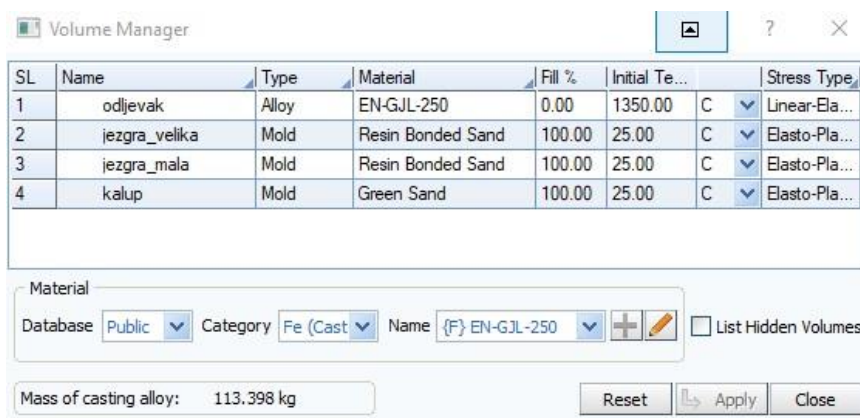 Volume Manager ?
SL Name Type Material Fill % Initial Te... Stress Type
1 odljevak Alloy EN-GJL-250 0.00 1350.00 C Linear-Ela...
2 jezgra_velika Mold Resin Bonded Sand 100.00 25.00 C Elasto-Pla...
3 jezgra_mala Mold Resin Bonded Sand 100.00 25.00 C Elasto-Pla...
4 kalup Mold Green Sand 100.00 25.00 C Elasto-Pla...
Material
Database Public Category Fe (Cast Name {F} EN-GJL-250 List Hidden Volumes
Mass of casting alloy: 113.398 kg Reset Apply Close